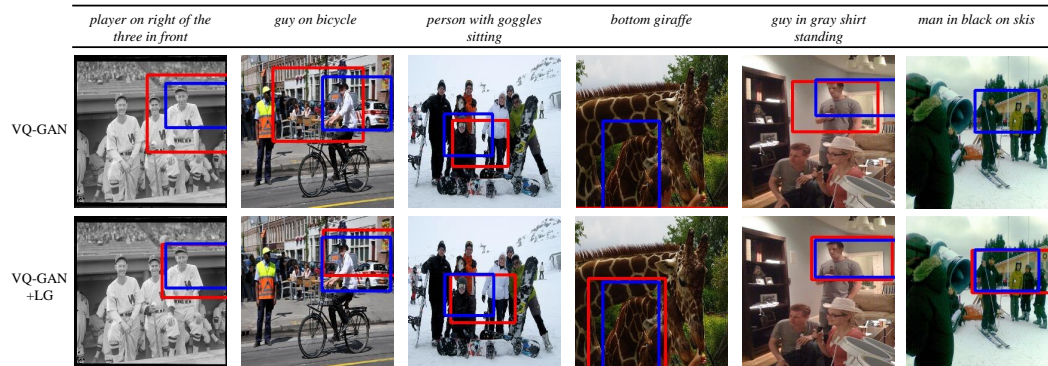 player on right of the three in front
guy on bicycle
person with goggles sitting
bottom giraffe
guy in gray shirt standing
man in black on skis
VQ-GAN
VQ-GAN
+LG